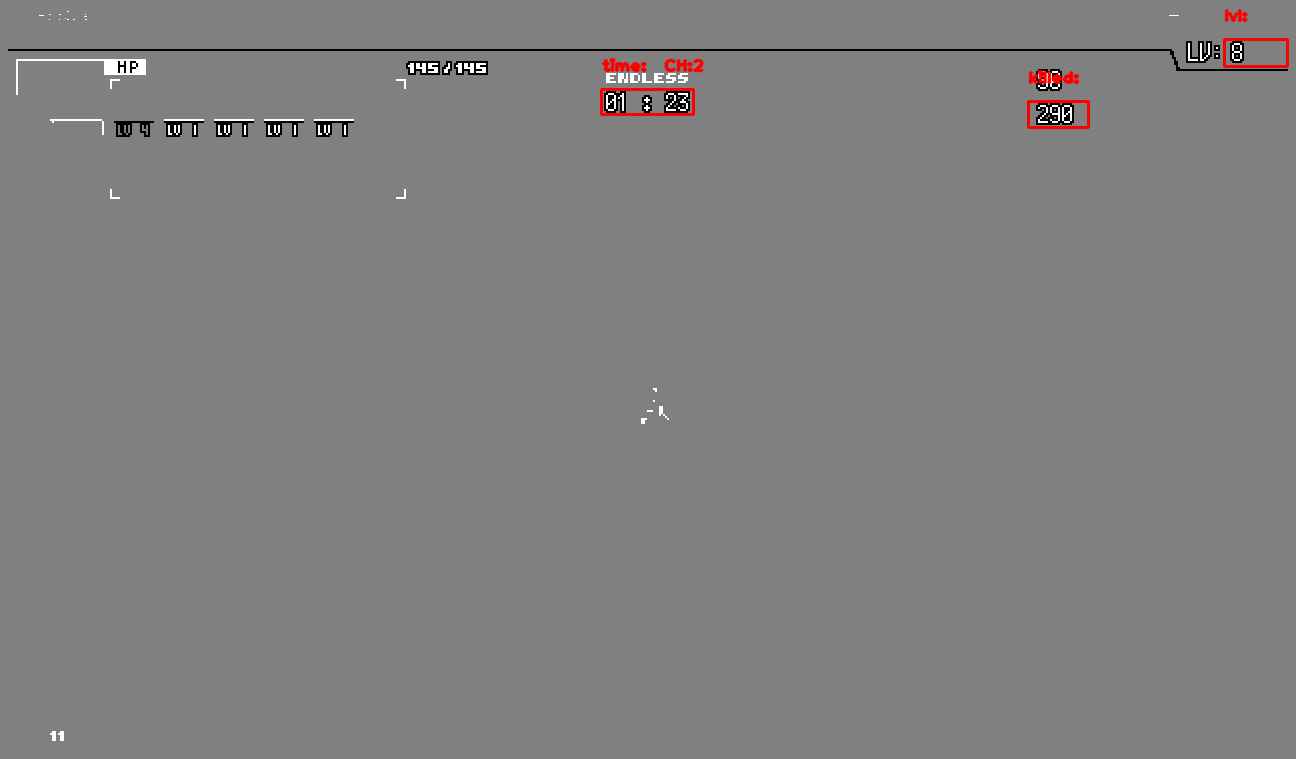 lvl:
LV: 8
HP
145/145
time: CH:2
ENDLESS
killed:
01 : 23
290
LV 4 LV 1 LV 1 LV 1 LV 1
11